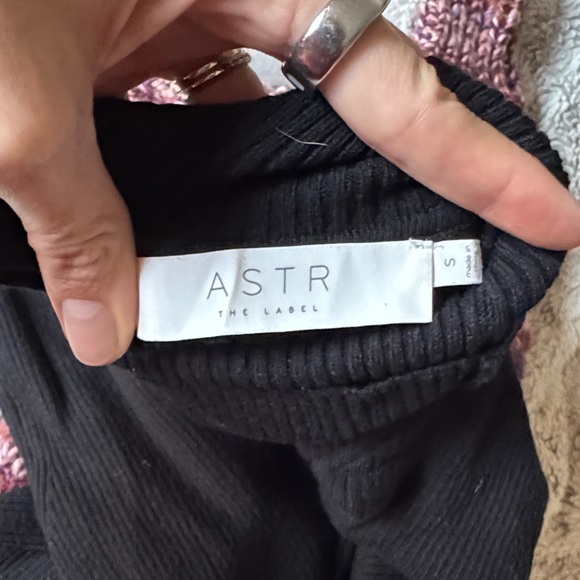 ASTR
THE LABEL
S
made in